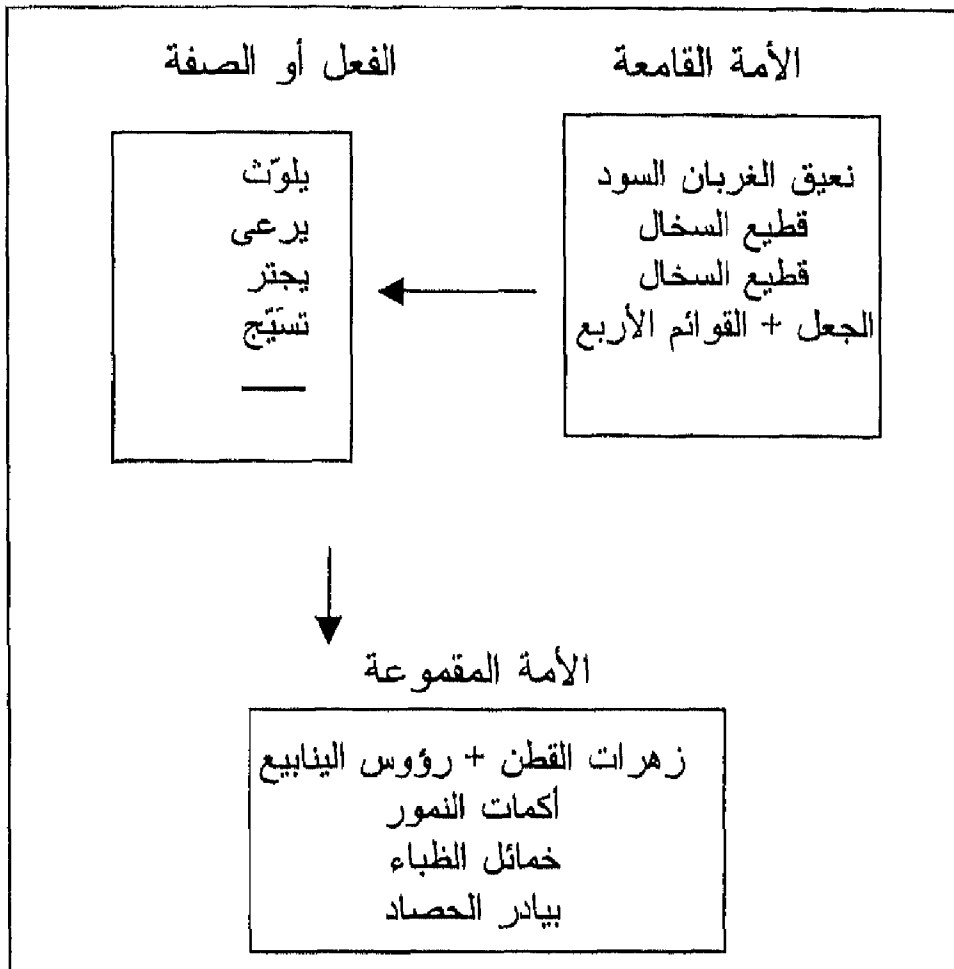 الأمة القامعة
نعيق الغربان السود
قطيع السخال
قطيع السخال
الجعل + القوائم الأربع
الفعل أو الصفة
يلوّث
يرعى
يجتر
تسَيّج
الأمة المقموعة
زهرات القطن + رؤوس الينابيع
أكمات النمور
خمائل الظباء
بيادر الحصاد